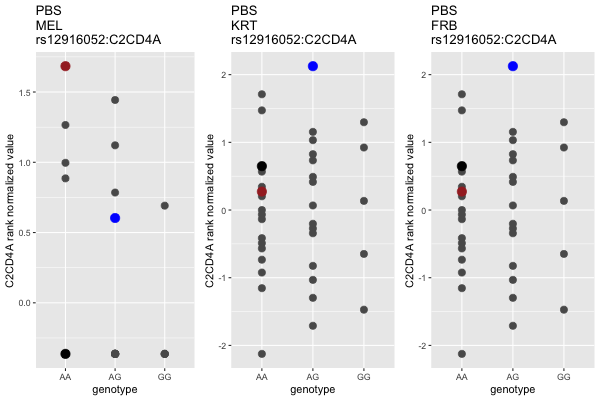 PBS
MEL
rs12916052:C2CD4A
C2CD4A rank normalized value
1.5
1.0
0.5
0.0
AA
AG
GG
genotype
PBS
KRT
rs12916052:C2CD4A
C2CD4A rank normalized value
2
1
0
-1
-2
AA
AG
GG
genotype
PBS
FRB
rs12916052:C2CD4A
C2CD4A rank normalized value
2
1
0
-1
-2
AA
AG
GG
genotype